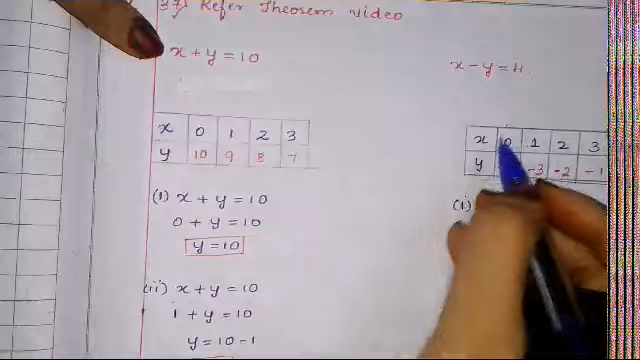 37) Refer Theorem video
x + y = 10
x - y = 4.
x 0 1 2 3
y 10 9 8 7
x 0 1 2 3
y -3 -2 -1
(i) x + y = 10
0 + y = 10
y = 10
(i)
(ii) x + y = 10
1 + y = 10
y = 10 - 1